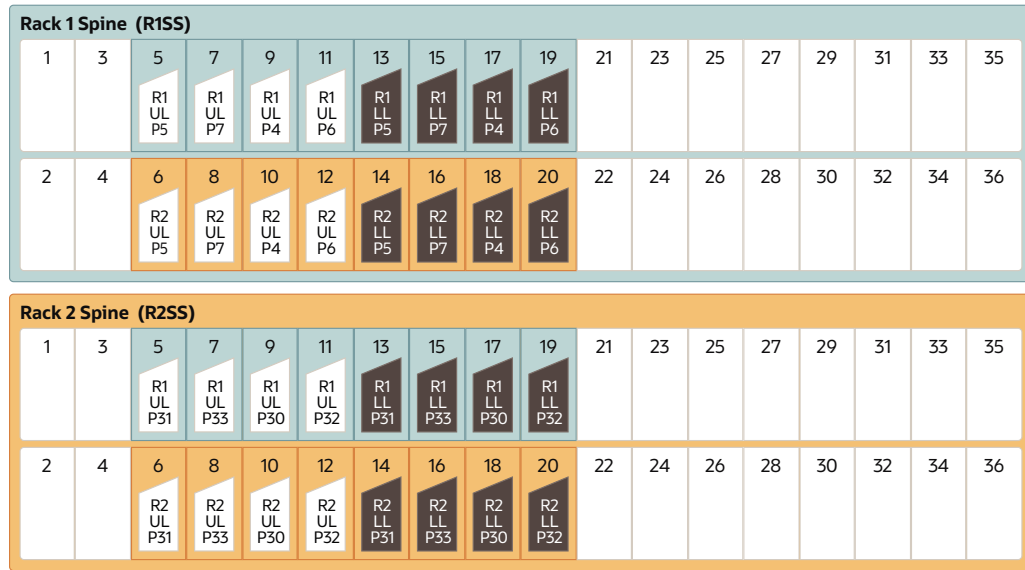 Rack 1 Spine (R1SS)
1 3 5 7 9 11 13 15 17 19 21 23 25 27 29 31 33 35
R1 R1 R1 R1 R1 R1 R1 R1
UL UL UL UL LL LL LL LL
P5 P7 P4 P6 P5 P7 P4 P6
2 4 6 8 10 12 14 16 18 20 22 24 26 28 30 32 34 36
R2 R2 R2 R2 R2 R2 R2 R2
UL UL UL UL LL LL LL LL
P5 P7 P4 P6 P5 P7 P4 P6
Rack 2 Spine (R2SS)
1 3 5 7 9 11 13 15 17 19 21 23 25 27 29 31 33 35
R1 R1 R1 R1 R1 R1 R1 R1
UL UL UL UL LL LL LL LL
P31 P33 P30 P32 P31 P33 P30 P32
2 4 6 8 10 12 14 16 18 20 22 24 26 28 30 32 34 36
R2 R2 R2 R2 R2 R2 R2 R2
UL UL UL UL LL LL LL LL
P31 P33 P30 P32 P31 P33 P30 P32